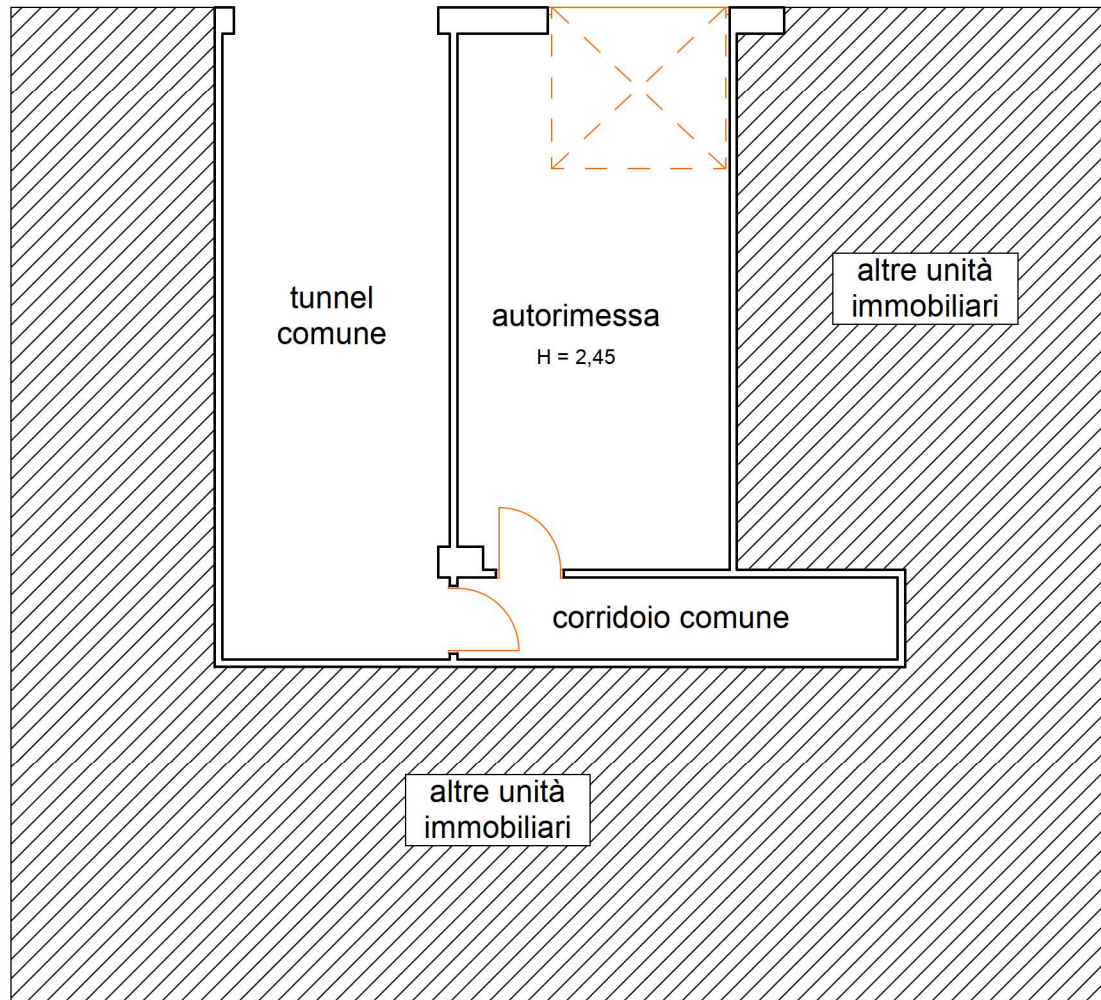 altre unità
immobiliari
tunnel
comune
autorimessa
H = 2,45
corridoio comune
altre unità
immobiliari